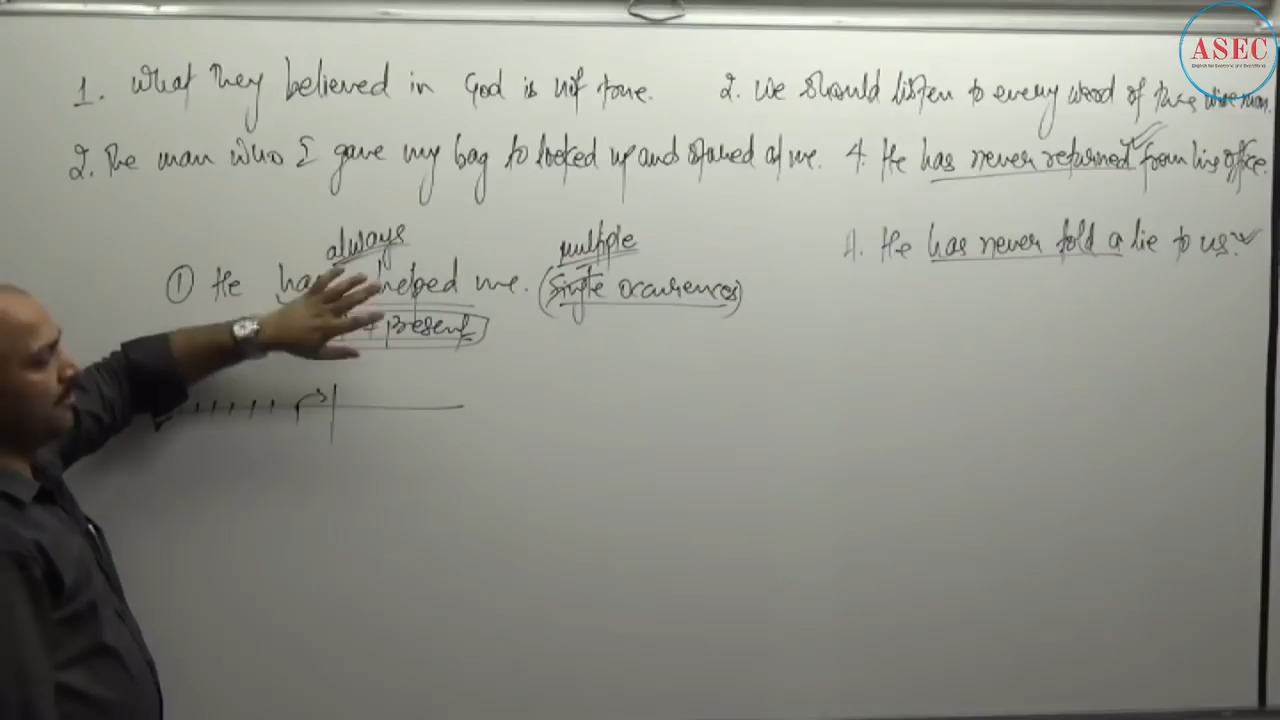 ASEC
1. What they believed in God is not true. 2. We should listen to every word of this wise man.
2. The man who I gave my bag to looked up and stared at me. 4. He has never returned from his office.
always multiple 4. He has never told a lie to us.
① He has helped me. (Single occurrences)
+ present